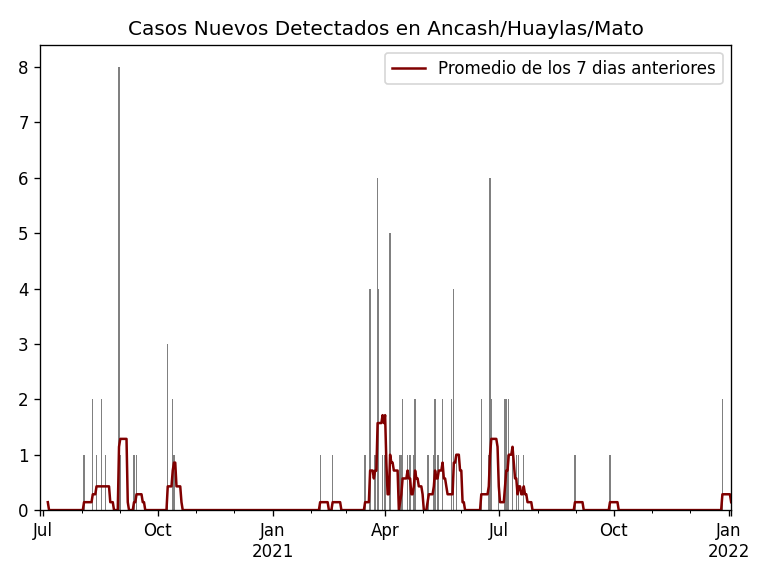 Casos Nuevos Detectados en Ancash/Huaylas/Mato
Promedio de los 7 dias anteriores
8
7
6
5
4
3
2
1
0
Jul
Oct
Jan
2021
Apr
Jul
Oct
Jan
2022